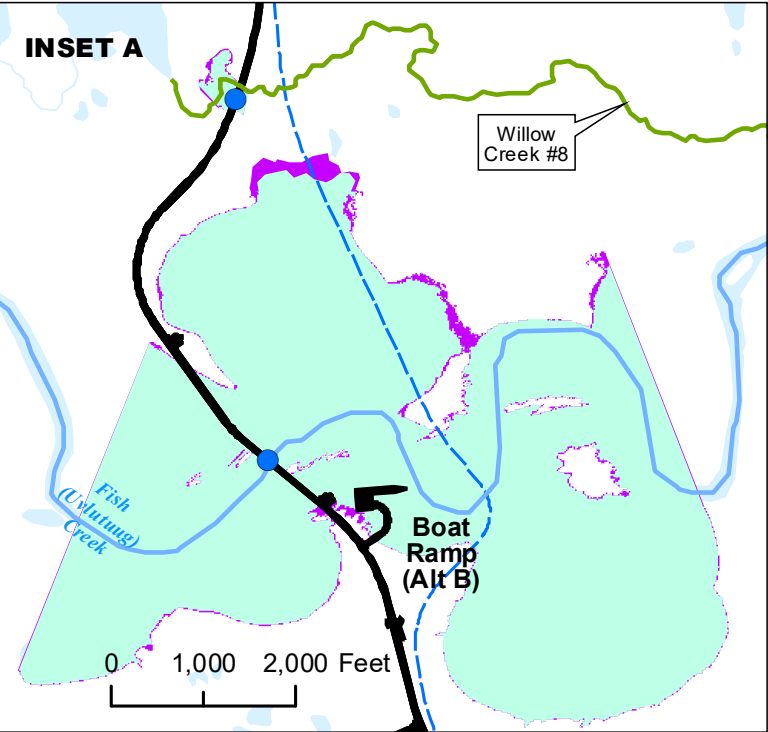 INSET A
Willow
Creek #8
Fish
(Uvlutuuq)
Creek
Boat
Ramp
(Alt B)
0 1,000 2,000 Feet